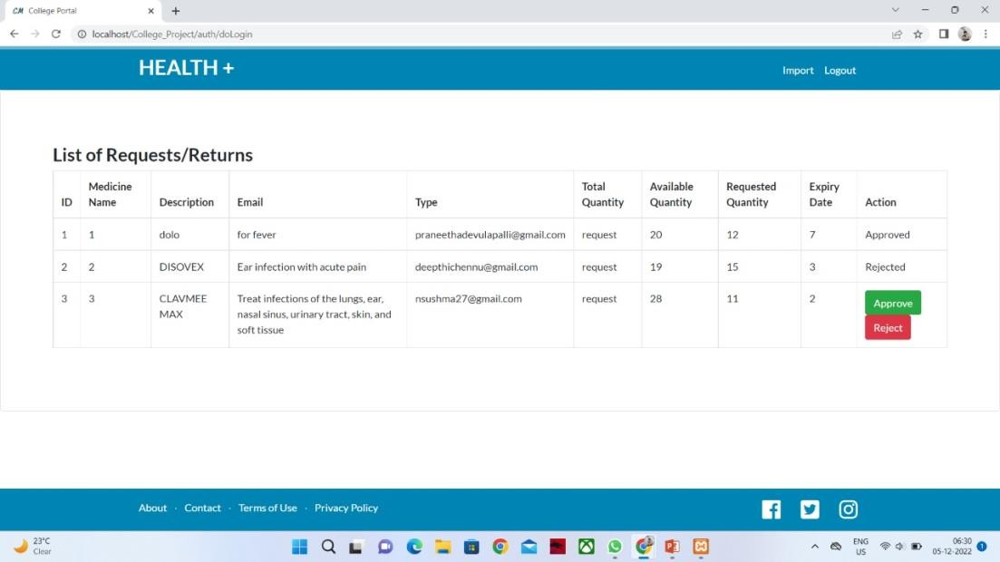 CM College Portal
localhost/College_Project/auth/doLogin
HEALTH +
Import Logout
List of Requests/Returns
ID Medicine Name Description Email Type Total Quantity Available Quantity Requested Quantity Expiry Date Action
1 1 dolo for fever praneethadevulapalli@gmail.com request 20 12 7 Approved
2 2 DISOVEX Ear infection with acute pain deepthichennu@gmail.com request 19 15 3 Rejected
3 3 CLAVMEE Treat infections of the lungs, ear, nsushma27@gmail.com request 28 11 2 Approve
MAX nasal sinus, urinary tract, skin, and
soft tissue Reject
About · Contact · Terms of Use · Privacy Policy
23°C
Clear
ENG
US
06:30
05-12-2022
1